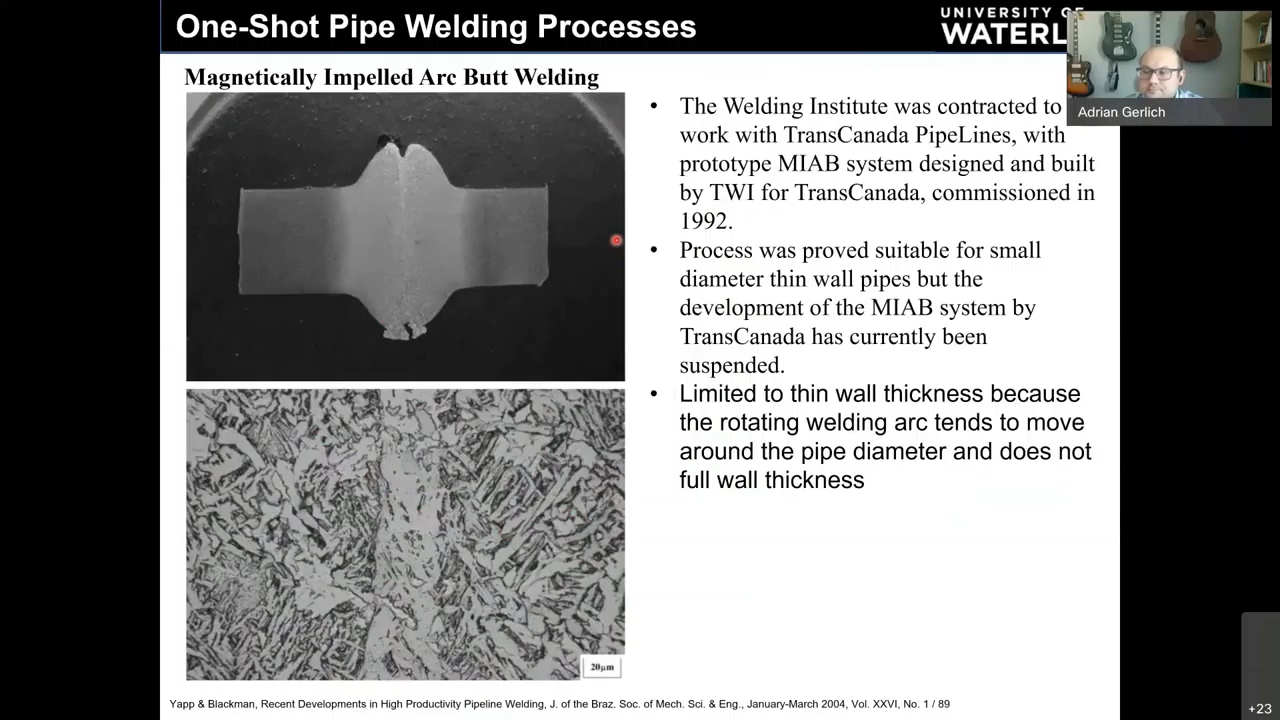 One-Shot Pipe Welding Processes
UNIVERSITY OF
Adrian Gerlich
Magnetically Impelled Arc Butt Welding
• The Welding Institute was contracted to
work with TransCanada PipeLines, with
prototype MIAB system designed and built
by TWI for TransCanada, commissioned in
1992.
• Process was proved suitable for small
diameter thin wall pipes but the
development of the MIAB system by
TransCanada has currently been
suspended.
• Limited to thin wall thickness because
the rotating welding arc tends to move
around the pipe diameter and does not
full wall thickness
20µm
Yapp & Blackman, Recent Developments in High Productivity Pipeline Welding, J. of the Braz. Soc. of Mech. Sci. & Eng., January-March 2004, Vol. XXVI, No. 1 / 89
+23